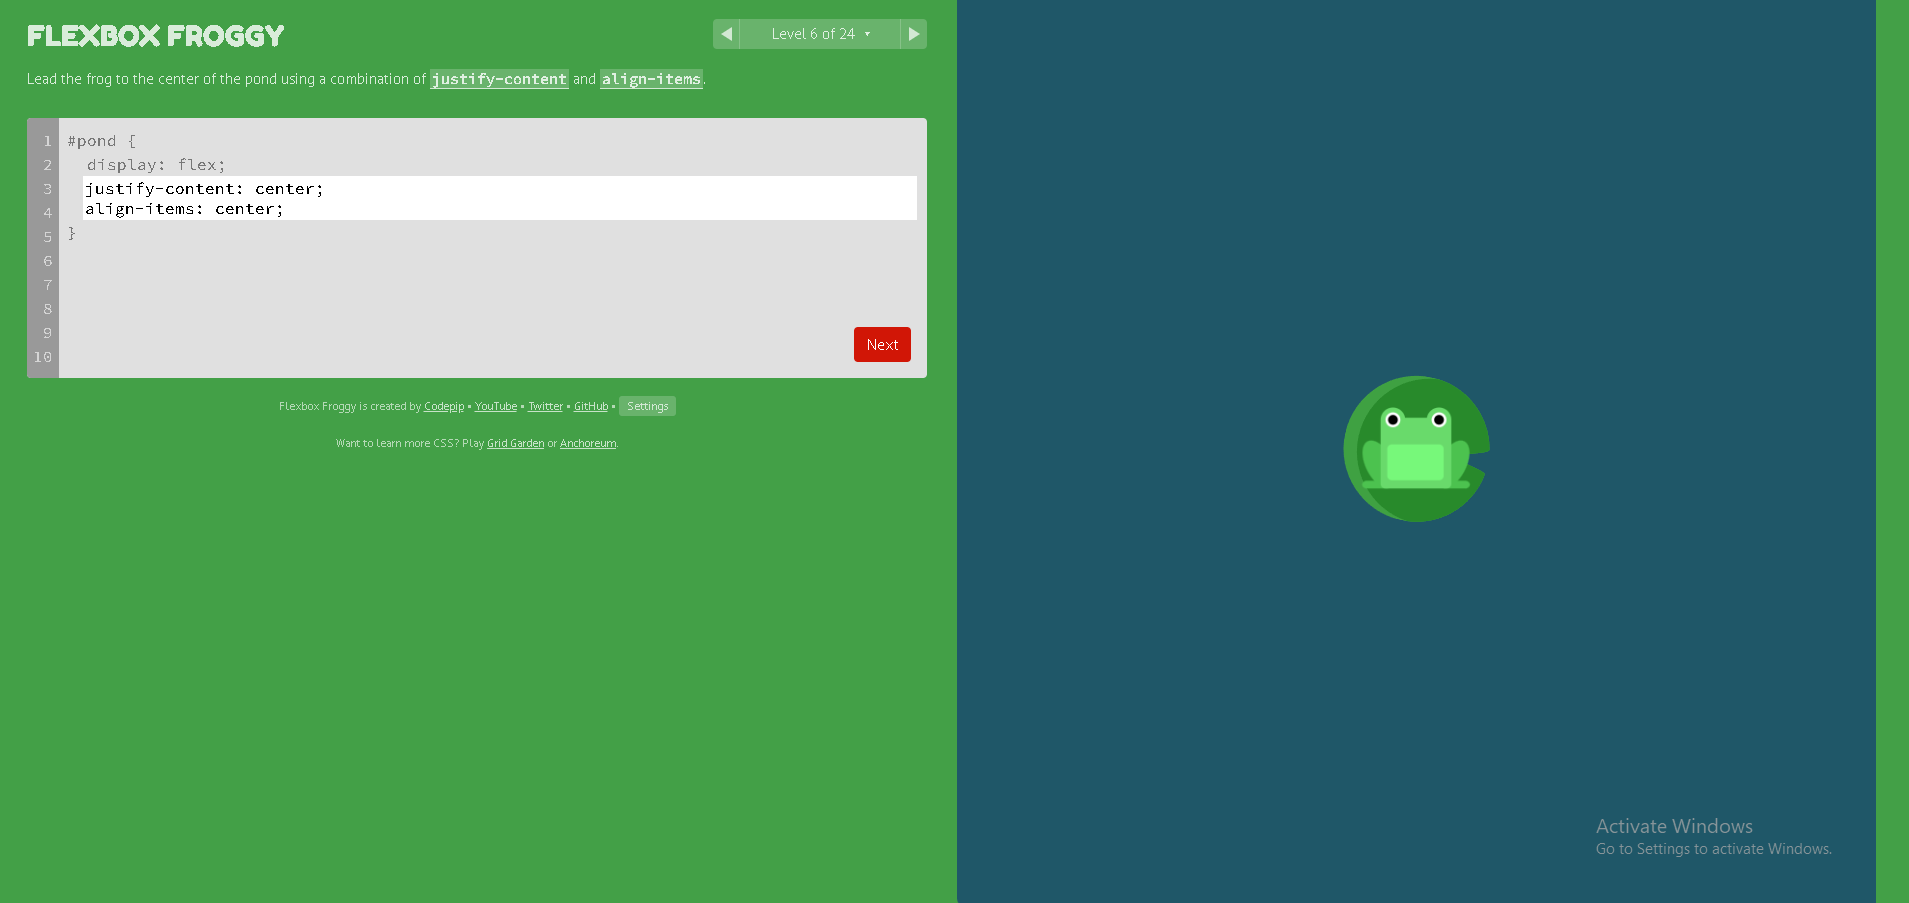 FLEXBOX FROGGY
Level 6 of 24 ▾
Lead the frog to the center of the pond using a combination of justify-content and align-items.
1 #pond {
2 display: flex;
3 justify-content: center;
4 align-items: center;
5 }
6
7
8
9
10
Next
Flexbox Froggy is created by Codepip • YouTube • Twitter • GitHub • Settings
Want to learn more CSS? Play Grid Garden or Anchoreum.
Activate Windows
Go to Settings to activate Windows.